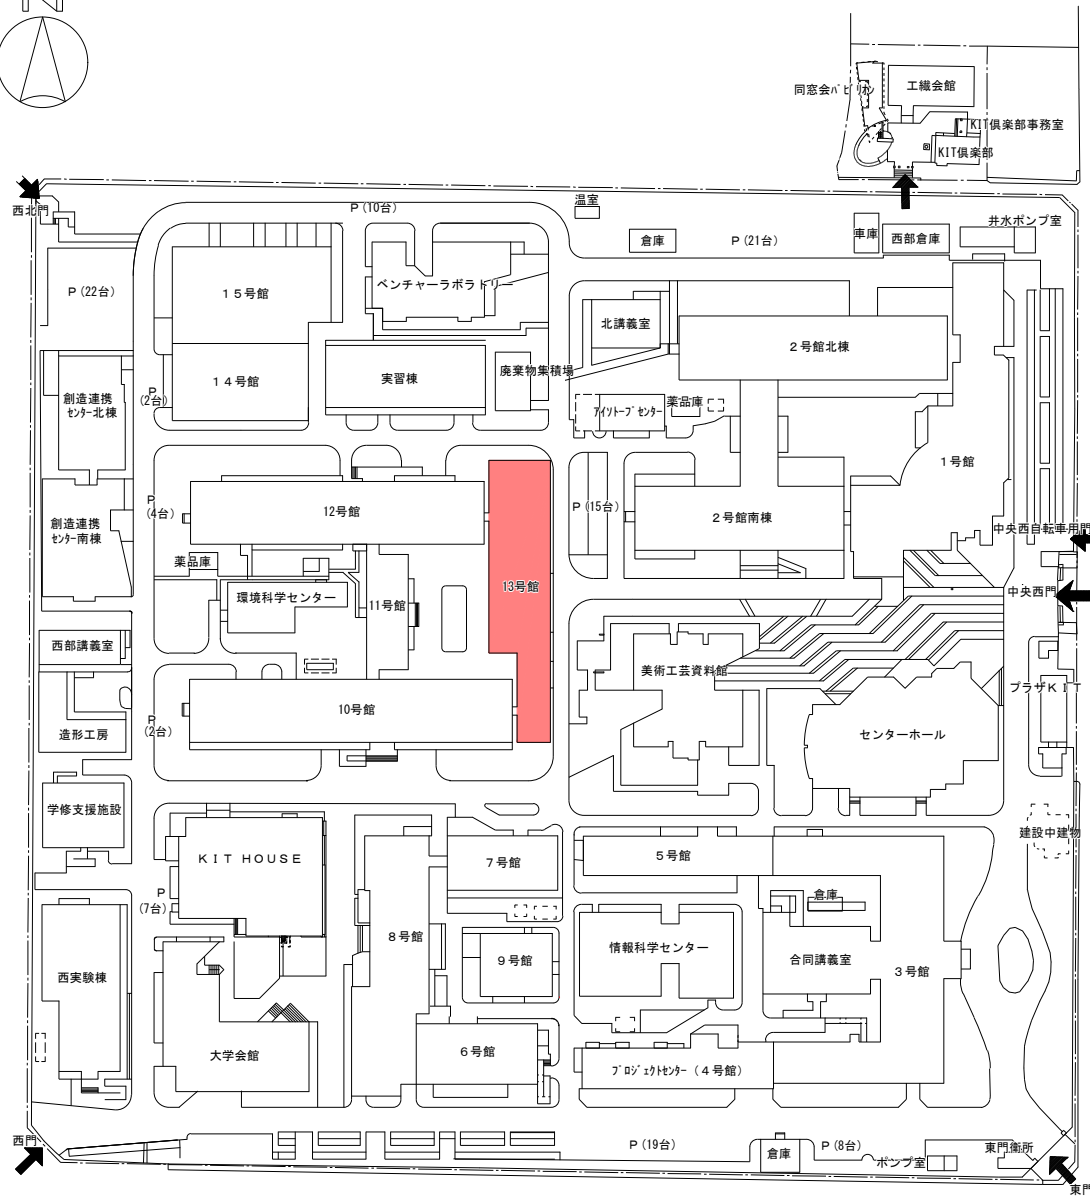 工繊会館
同窓会パビリオン
KIT倶楽部事務室
KIT倶楽部
西北門
P (10台)
温室
倉庫
P (21台)
車庫
西部倉庫
井水ポンプ室
P (22台)
15号館
ベンチャーラボラトリー
北講義室
2号館北棟
14号館
実習棟
廃棄物集積場
P
(2台)
創造連携
センター北棟
アイソトープセンター
薬品庫
1号館
P
(4台)
12号館
P (15台)
2号館南棟
創造連携
センター南棟
中央西自転車用門
薬品庫
13号館
環境科学センター
11号館
中央西門
西部講義室
美術工芸資料館
プラザKIT
P
(2台)
10号館
造形工房
センターホール
学修支援施設
建設中建物
KIT HOUSE
7号館
5号館
P
(7台)
倉庫
8号館
9号館
情報科学センター
合同講義室
3号館
西実験棟
大学会館
6号館
プロジェクトセンター (4号館)
西門
P (19台)
倉庫
P (8台)
ポンプ室
東門衛所
東門